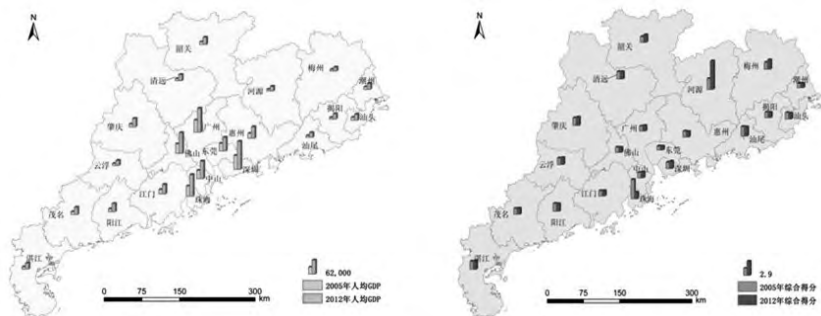 N
韶关
清远
河源
梅州
潮州
揭阳
汕头
肇庆
广州
惠州
汕尾
佛山
东莞
深圳
云浮
中山
江门
珠海
茂名
阳江
湛江
62,000
2005年人均GDP
2012年人均GDP
0 75 150 300
km
N
韶关
清远
河源
梅州
潮州
揭阳
汕头
肇庆
广州
惠州
汕尾
佛山
东莞
深圳
云浮
中山
江门
珠海
茂名
阳江
湛江
2.9
2005年综合得分
2012年综合得分
0 75 150 300
km